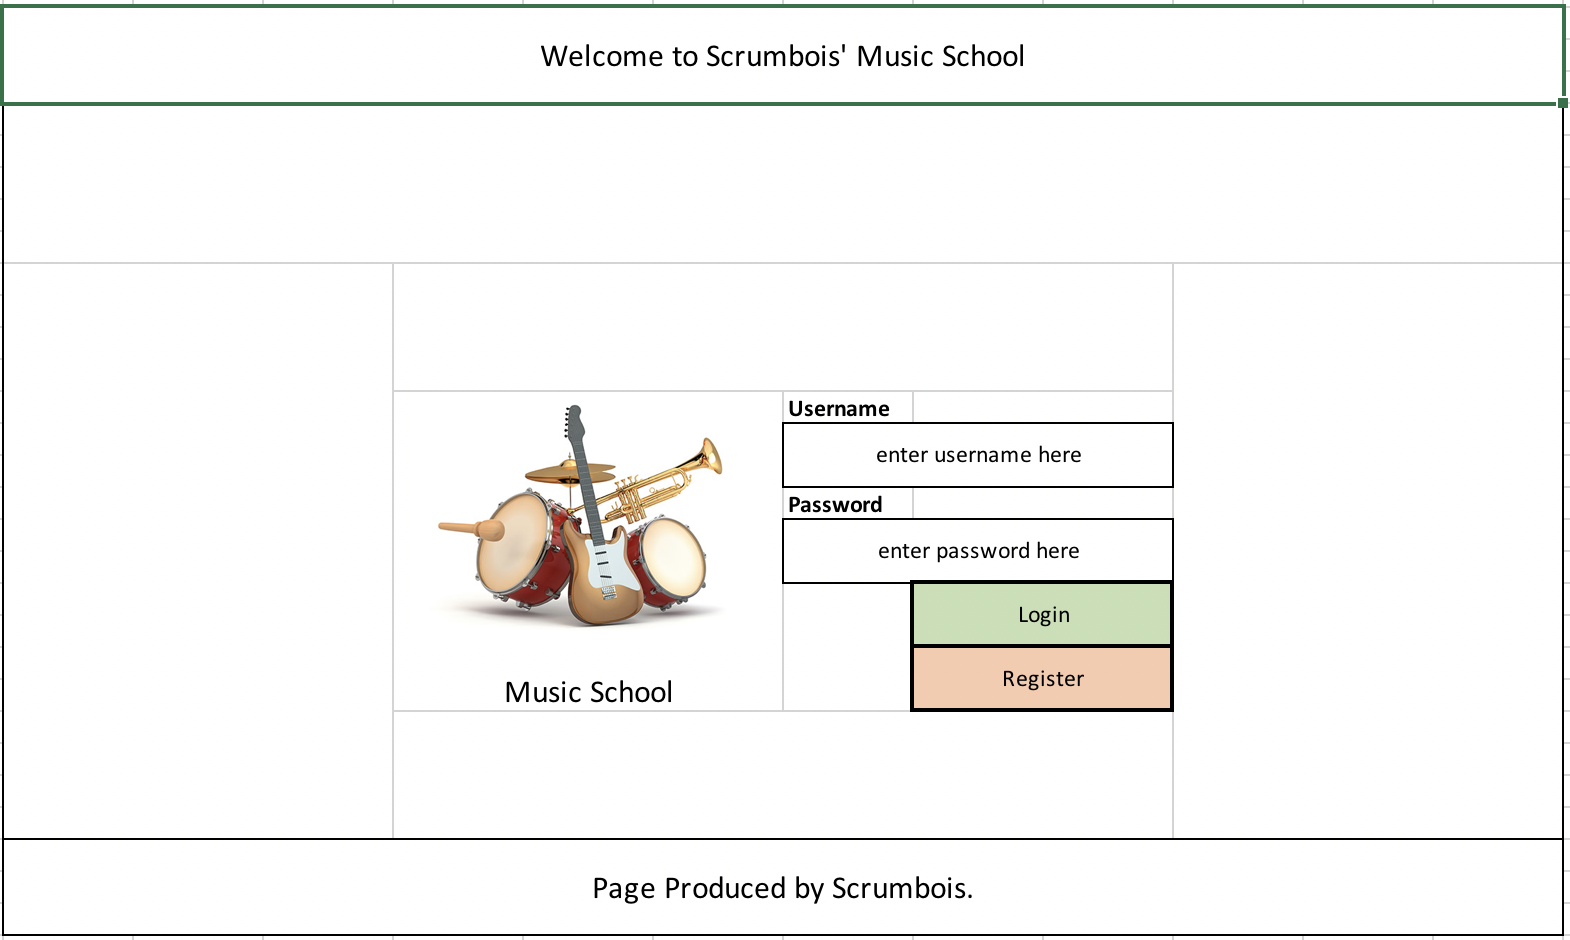 Welcome to Scrumbois' Music School
Username
enter username here
Password
enter password here
Login
Register
Music School
Page Produced by Scrumbois.